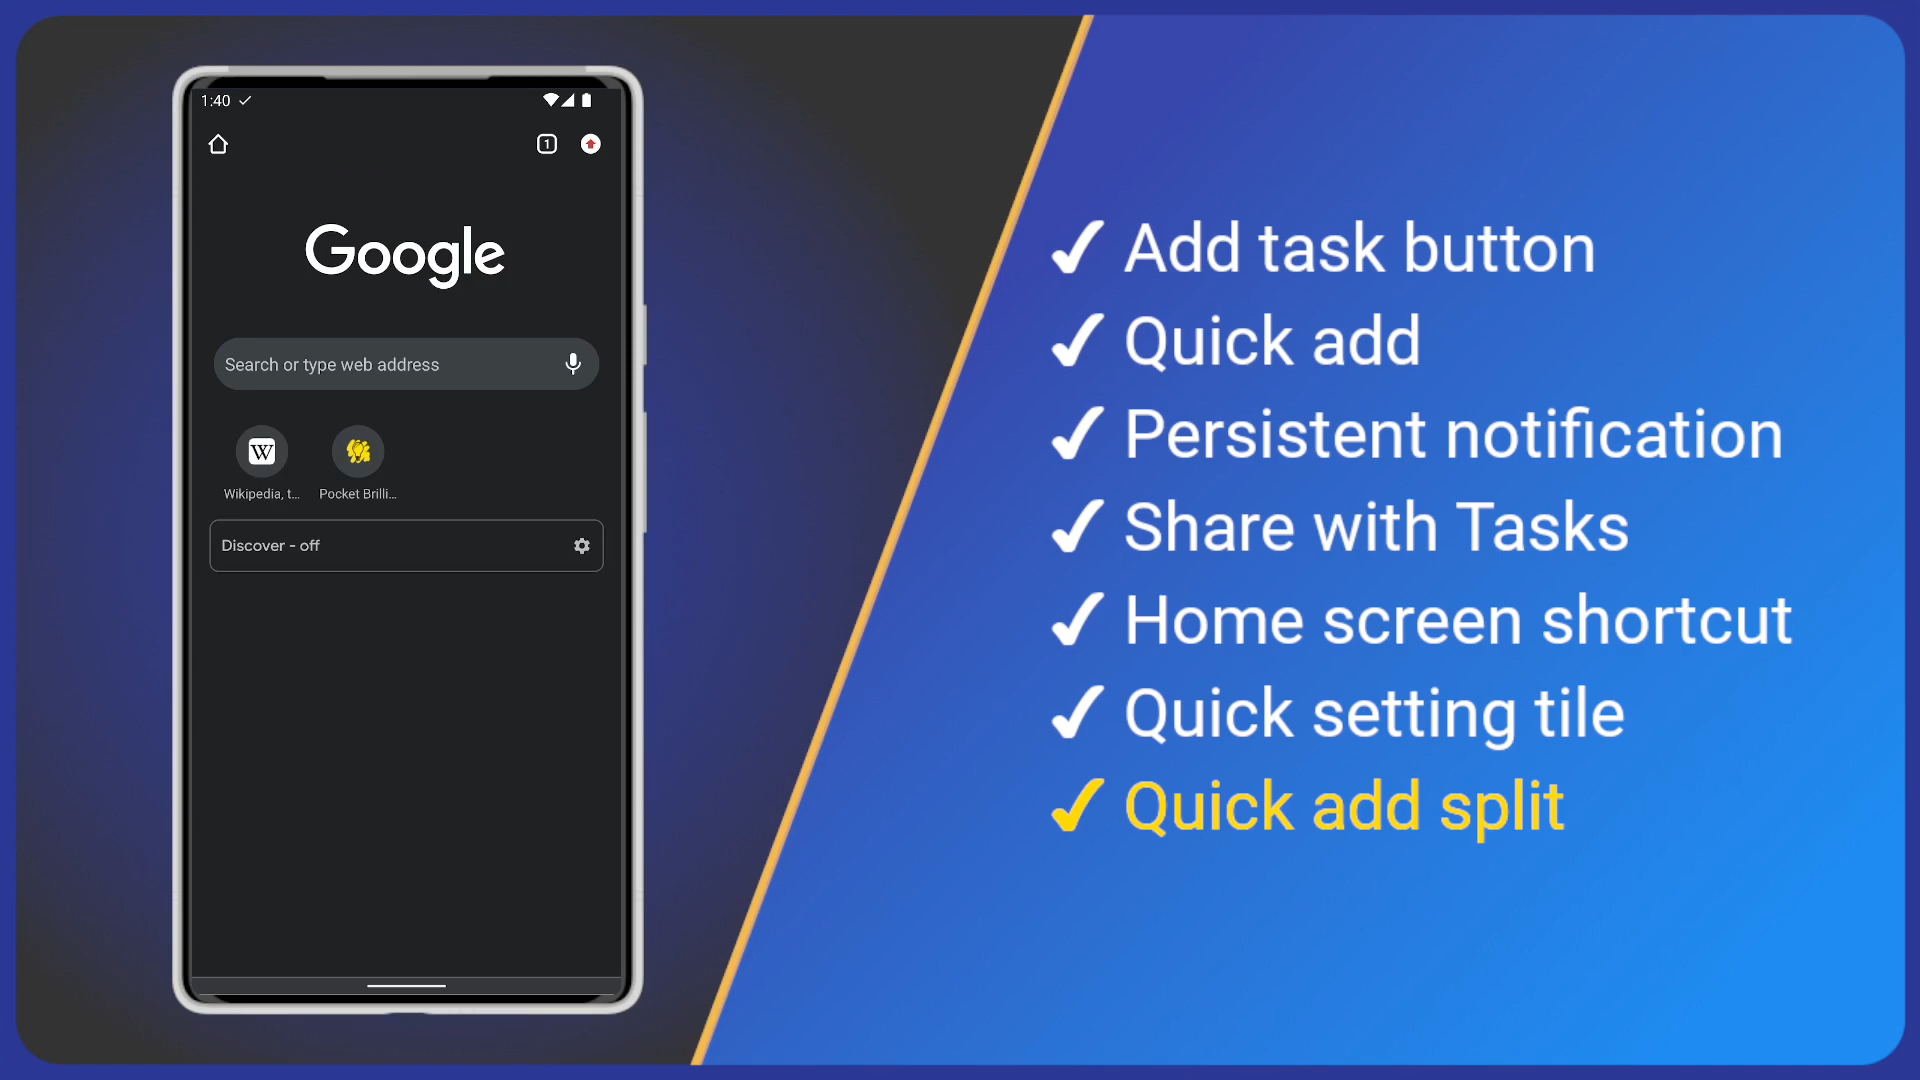 1:40
1
Google
Search or type web address
W
Wikipedia, t... Pocket Brilli...
Discover - off
Add task button
Quick add
Persistent notification
Share with Tasks
Home screen shortcut
Quick setting tile
Quick add split